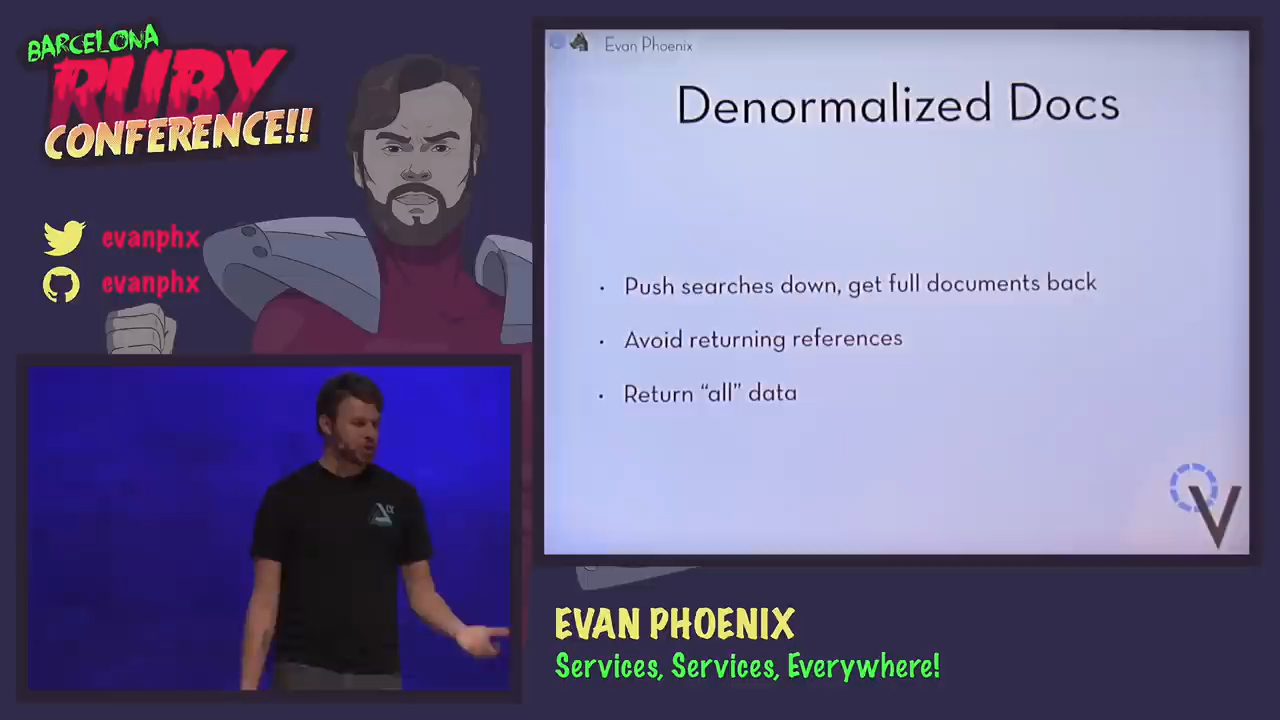 BARCELONA
RUBY
CONFERENCE!!
evanphx
evanphx
Evan Phoenix
Denormalized Docs
· Push searches down, get full documents back
· Avoid returning references
· Return “all” data
V
EVAN PHOENIX
Services, Services, Everywhere!